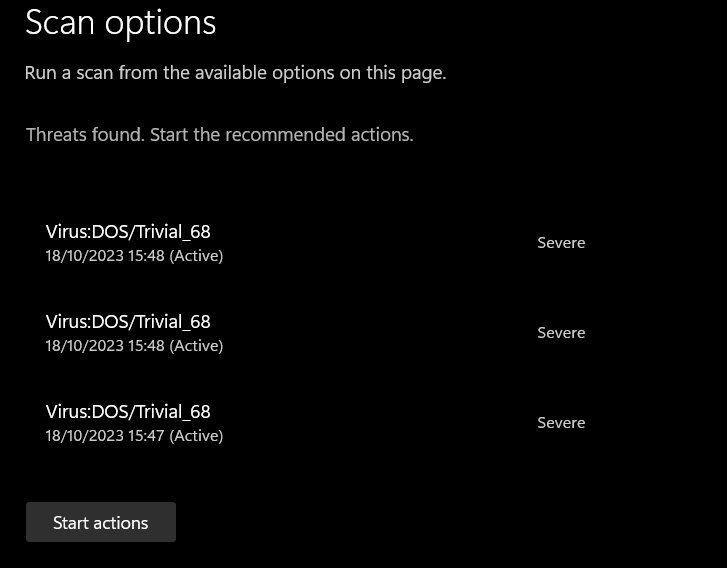 Scan options
Run a scan from the available options on this page.
Threats found. Start the recommended actions.
Virus:DOS/Trivial_68
18/10/2023 15:48 (Active)
Severe
Virus:DOS/Trivial_68
18/10/2023 15:48 (Active)
Severe
Virus:DOS/Trivial_68
18/10/2023 15:47 (Active)
Severe
Start actions